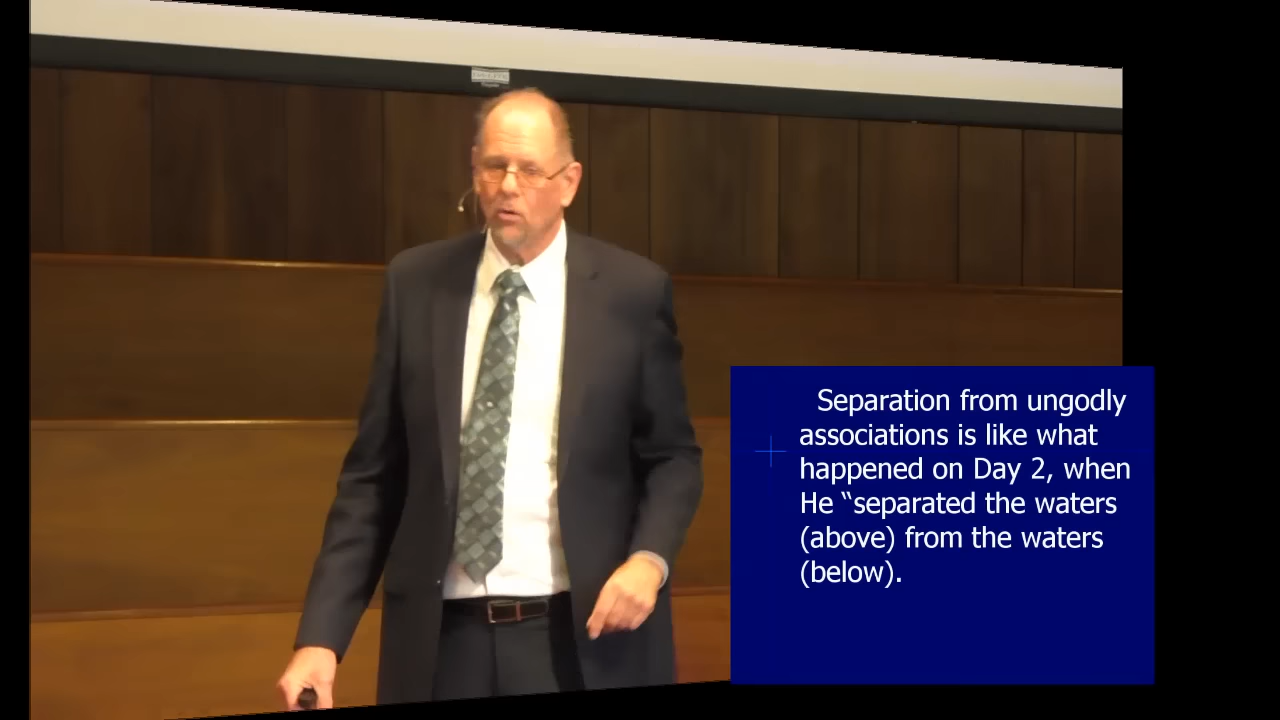 Separation from ungodly
associations is like what
happened on Day 2, when
He “separated the waters
(above) from the waters
(below).